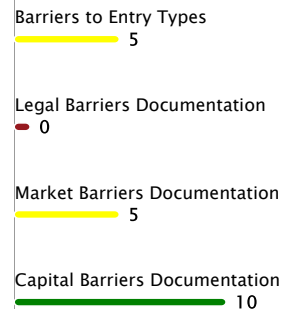 Barriers to Entry Types
5
Legal Barriers Documentation
0
Market Barriers Documentation
5
Capital Barriers Documentation
10